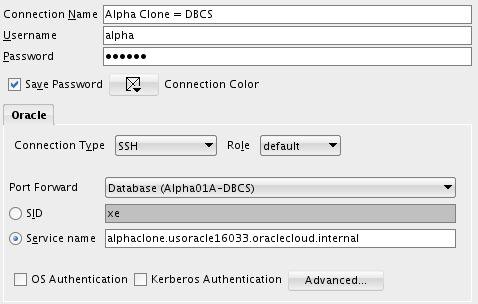 Connection Name Alpha Clone = DBCS
Username alpha
Password ••••••
Save Password Connection Color
Oracle
Connection Type SSH Role default
Port Forward Database (Alpha01A-DBCS)
SID xe
Service name alphaclone.usoracle16033.oraclecloud.internal
OS Authentication Kerberos Authentication Advanced...